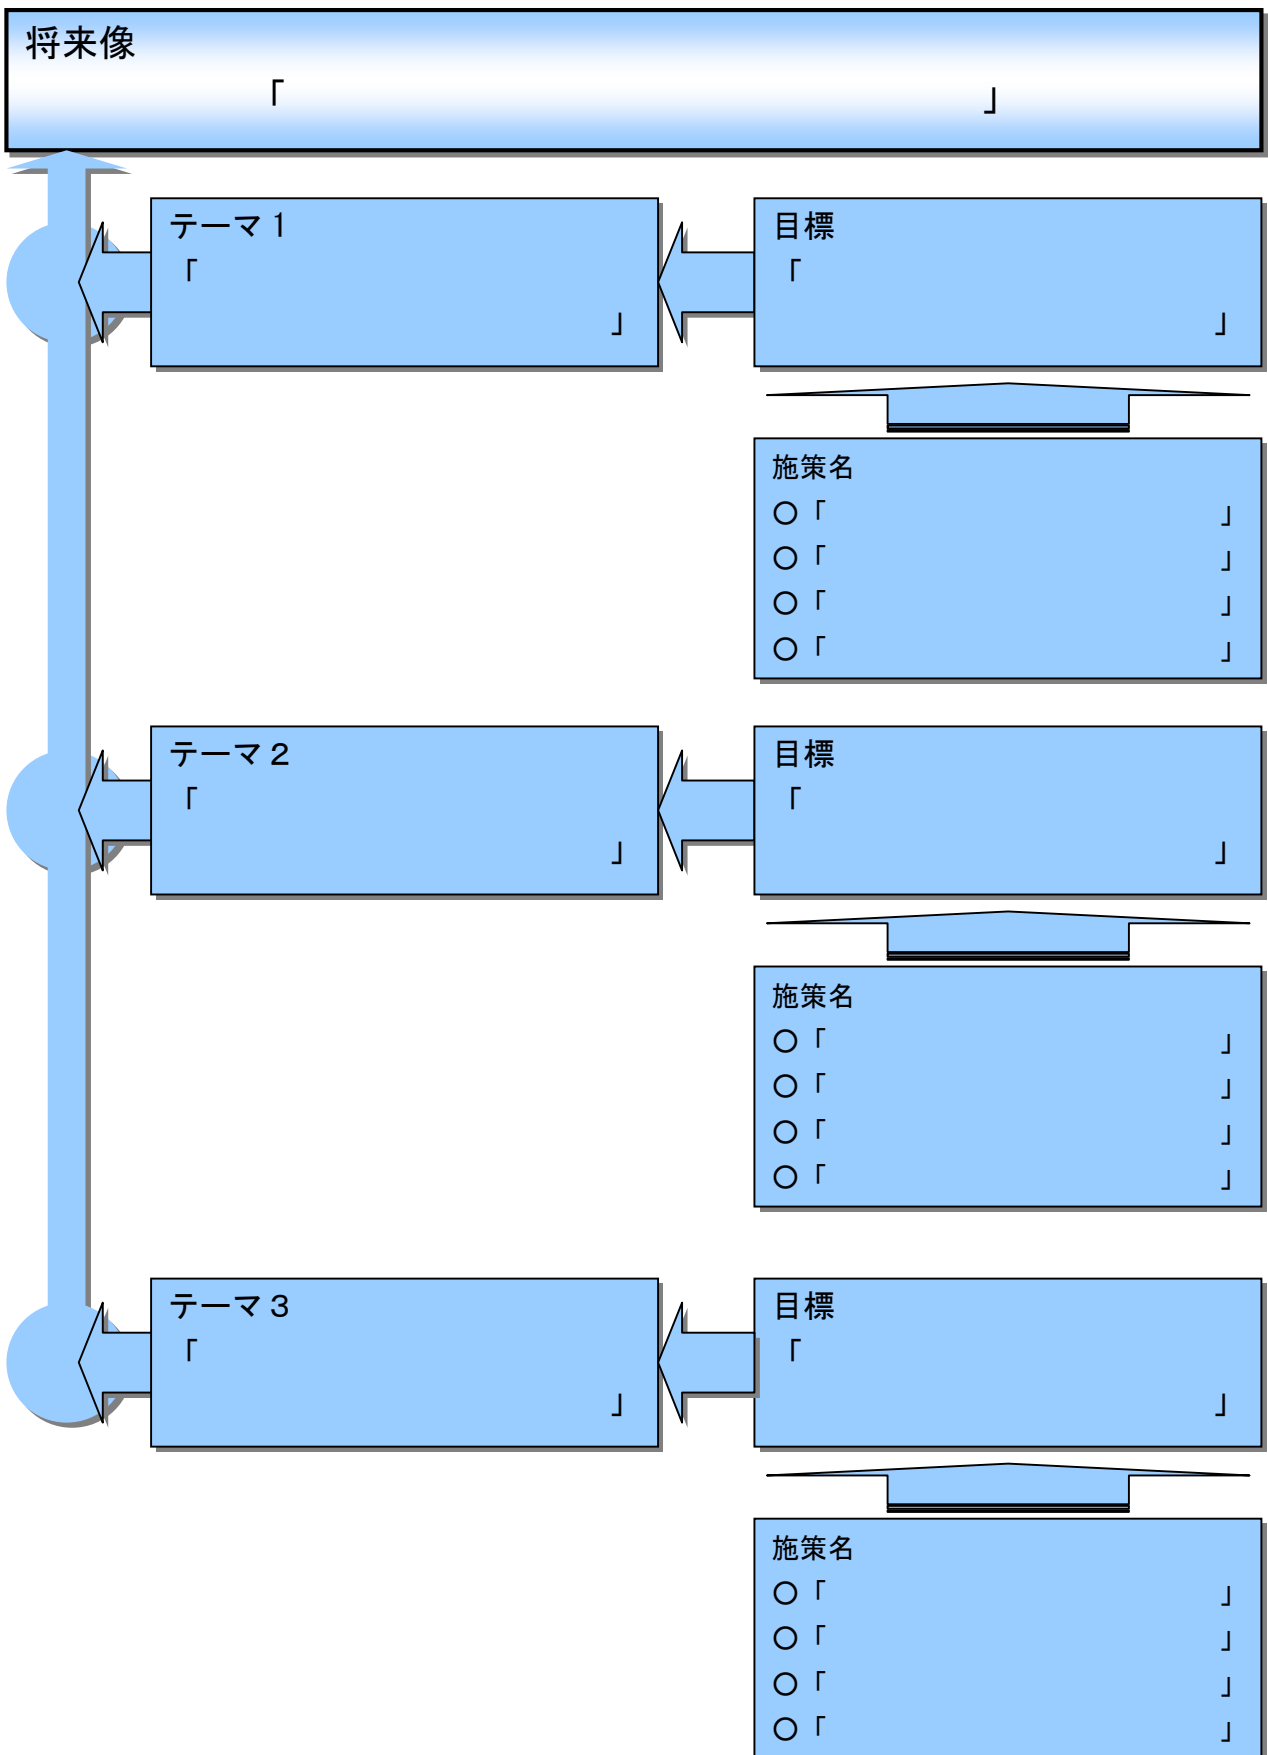 将来像
「　　　　　　　　　　　　　　　　　　」
テーマ１
「
」
目標
「
」
施策名
○「　　　　　　　　　　　　　　」
○「　　　　　　　　　　　　　　」
○「　　　　　　　　　　　　　　」
○「　　　　　　　　　　　　　　」
テーマ２
「
」
目標
「
」
施策名
○「　　　　　　　　　　　　　　」
○「　　　　　　　　　　　　　　」
○「　　　　　　　　　　　　　　」
○「　　　　　　　　　　　　　　」
テーマ３
「
」
目標
「
」
施策名
○「　　　　　　　　　　　　　　」
○「　　　　　　　　　　　　　　」
○「　　　　　　　　　　　　　　」
○「　　　　　　　　　　　　　　」